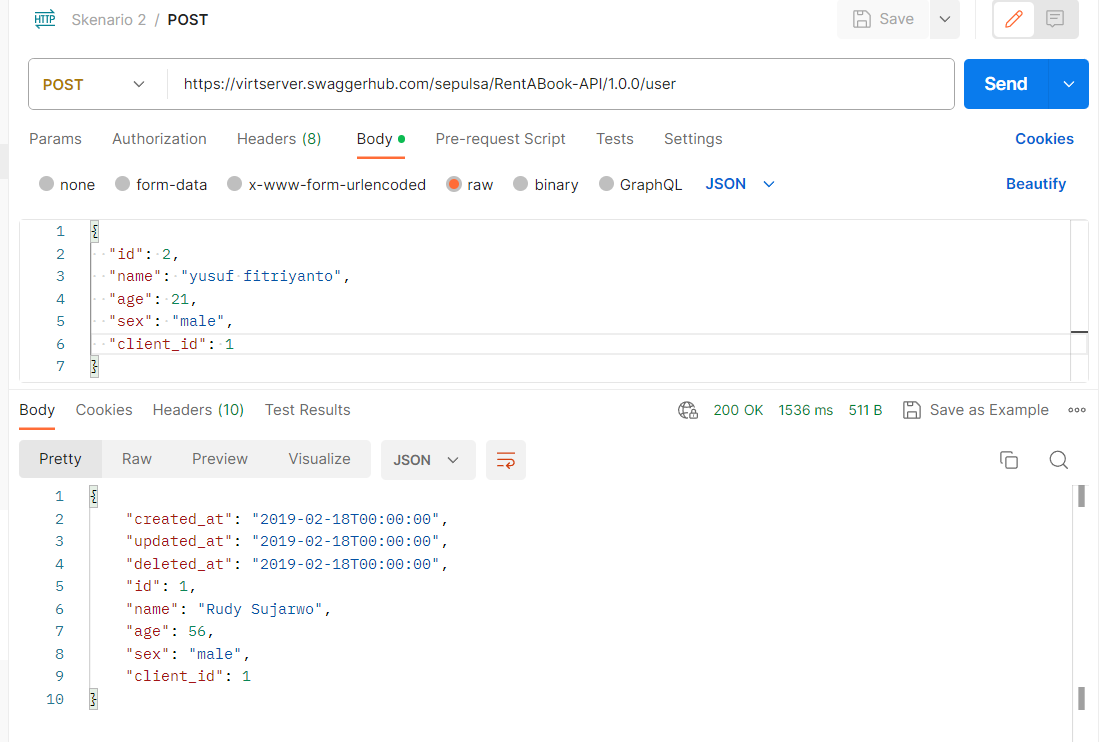 HTTP Skenario 2 / POST Save
POST https://virtserver.swaggerhub.com/sepulsa/RentABook-API/1.0.0/user Send
Params Authorization Headers (8) Body Pre-request Script Tests Settings Cookies
none form-data x-www-form-urlencoded raw binary GraphQL JSON Beautify
1 {
2 "id": 2,
3 "name": "yusuf fitriyanto",
4 "age": 21,
5 "sex": "male",
6 "client_id": 1
7 }
Body Cookies Headers (10) Test Results 200 OK 1536 ms 511 B Save as Example
Pretty Raw Preview Visualize JSON
1 {
2 "created_at": "2019-02-18T00:00:00",
3 "updated_at": "2019-02-18T00:00:00",
4 "deleted_at": "2019-02-18T00:00:00",
5 "id": 1,
6 "name": "Rudy Sujarwo",
7 "age": 56,
8 "sex": "male",
9 "client_id": 1
10 }